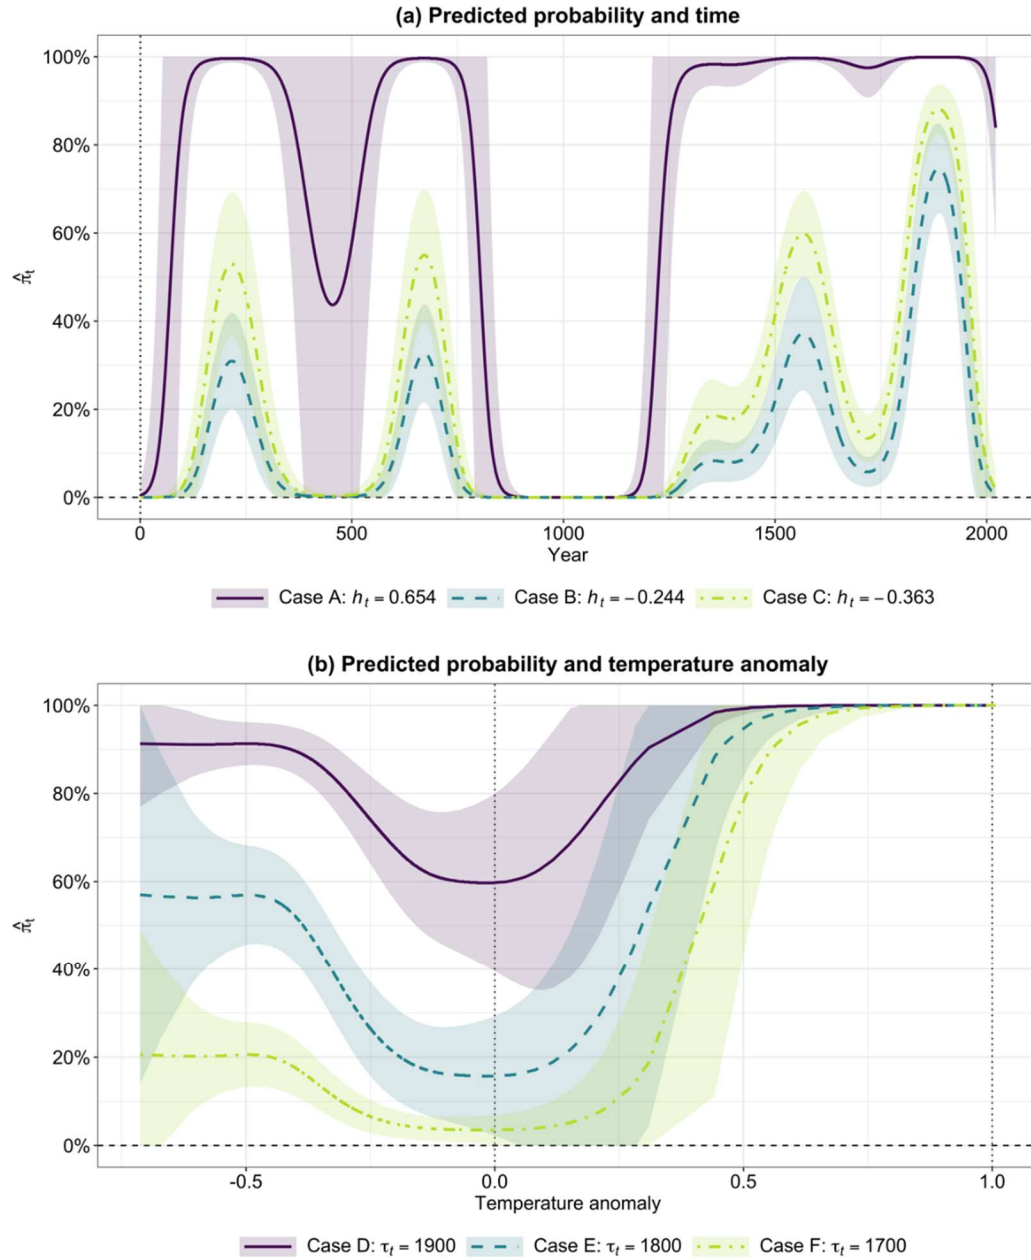 (a) Predicted probability and time
100%
80%
60%
40%
20%
0%
π̂ₜ
0 500 1000 1500 2000
Year
Case A: hₜ = 0.654 Case B: hₜ = −0.244 Case C: hₜ = −0.363
(b) Predicted probability and temperature anomaly
100%
80%
60%
40%
20%
0%
π̂ₜ
-0.5 0.0 0.5 1.0
Temperature anomaly
Case D: τₜ = 1900 Case E: τₜ = 1800 Case F: τₜ = 1700